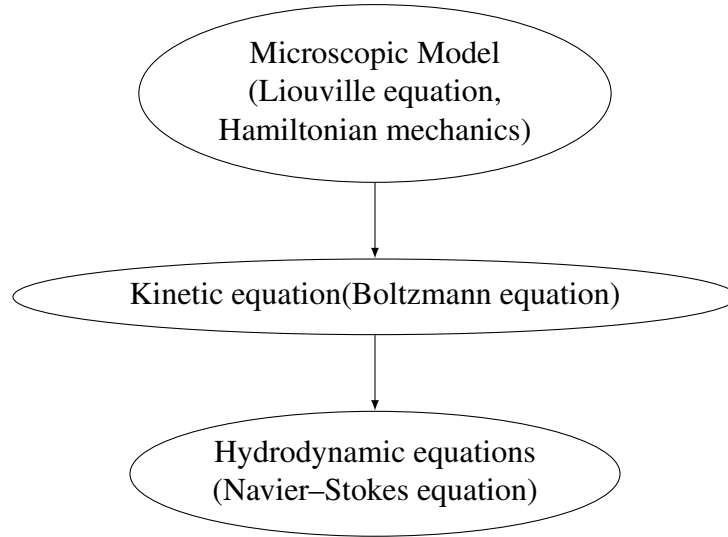 Microscopic Model
(Liouville equation,
Hamiltonian mechanics)
Kinetic equation(Boltzmann equation)
Hydrodynamic equations
(Navier–Stokes equation)